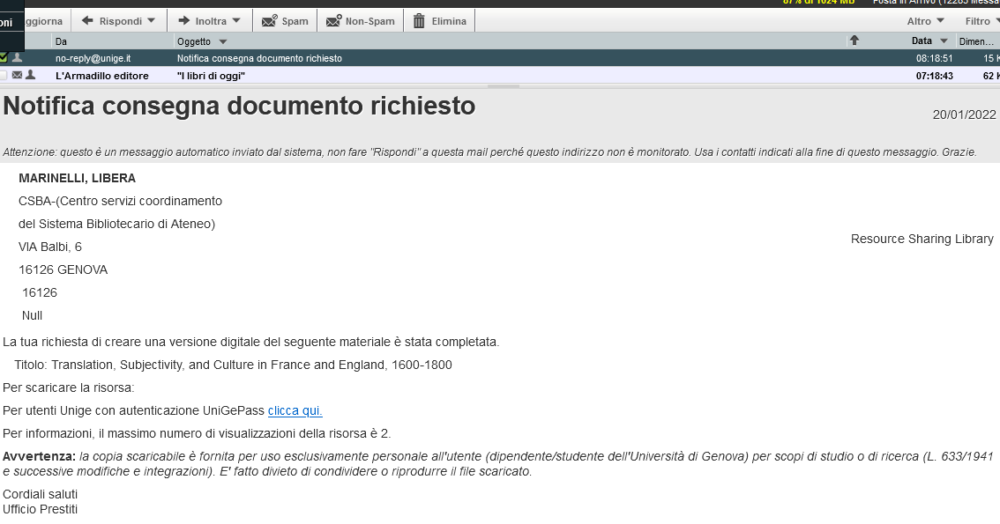 87% di 1024 MB Posta in Arrivo (12283 Messa
oni
ggiorna Rispondi Inoltra Spam Non-Spam Elimina Altro Filtro
Da Oggetto Data Dimen...
no-reply@unige.it Notifica consegna documento richiesto 08:18:51 15 K
L'Armadillo editore "I libri di oggi" 07:18:43 62 K
Notifica consegna documento richiesto
20/01/2022
Attenzione: questo è un messaggio automatico inviato dal sistema, non fare "Rispondi" a questa mail perché questo indirizzo non è monitorato. Usa i contatti indicati alla fine di questo messaggio. Grazie.
MARINELLI, LIBERA
CSBA-(Centro servizi coordinamento
del Sistema Bibliotecario di Ateneo)
VIA Balbi, 6
Resource Sharing Library
16126 GENOVA
16126
Null
La tua richiesta di creare una versione digitale del seguente materiale è stata completata.
Titolo: Translation, Subjectivity, and Culture in France and England, 1600-1800
Per scaricare la risorsa:
Per utenti Unige con autenticazione UniGePass clicca qui.
Per informazioni, il massimo numero di visualizzazioni della risorsa è 2.
Avvertenza: la copia scaricabile è fornita per uso esclusivamente personale all'utente (dipendente/studente dell'Università di Genova) per scopi di studio o di ricerca (L. 633/1941
e successive modifiche e integrazioni). E' fatto divieto di condividere o riprodurre il file scaricato.
Cordiali saluti
Ufficio Prestiti